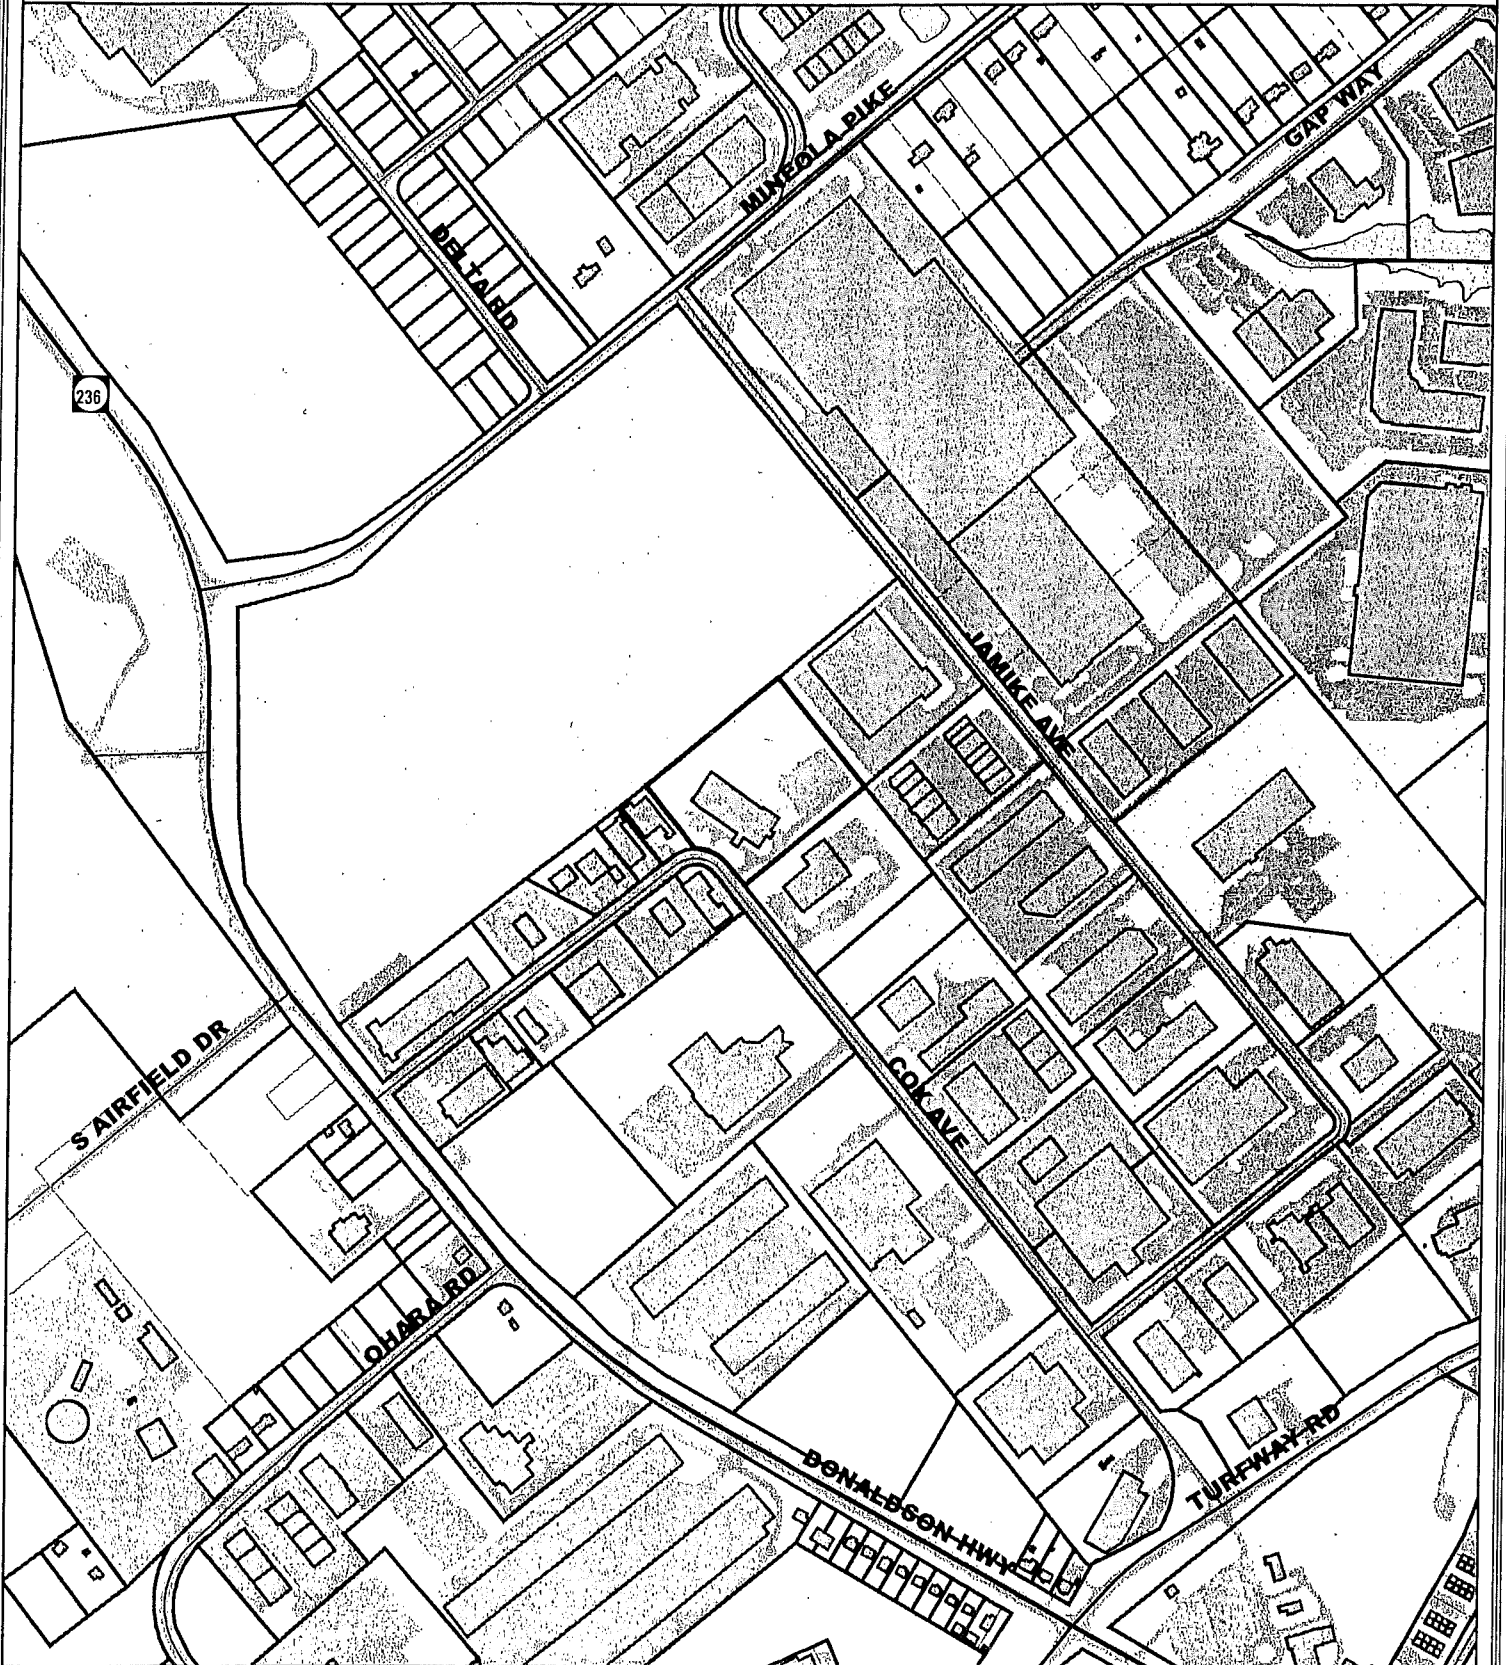 MINEOLA PIKE
GAP WAY
DELTA RD
236
JAMIKE AVE
S AIRFIELD DR
COX AVE
OHARA RD
TURFWAY RD
DONALDSON HWY